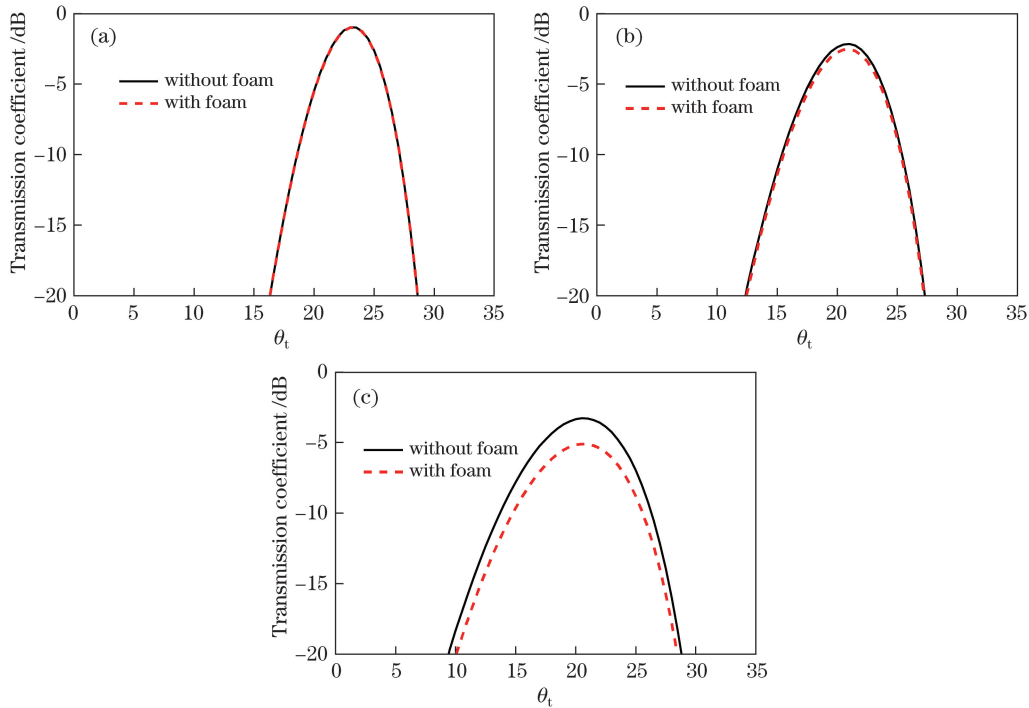 (a)
Transmission coefficient /dB
0
−5
−10
−15
−20
without foam
with foam
0 5 10 15 20 25 30 35
θt
(b)
Transmission coefficient /dB
0
−5
−10
−15
−20
without foam
with foam
0 5 10 15 20 25 30 35
θt
(c)
Transmission coefficient /dB
0
−5
−10
−15
−20
without foam
with foam
0 5 10 15 20 25 30 35
θt